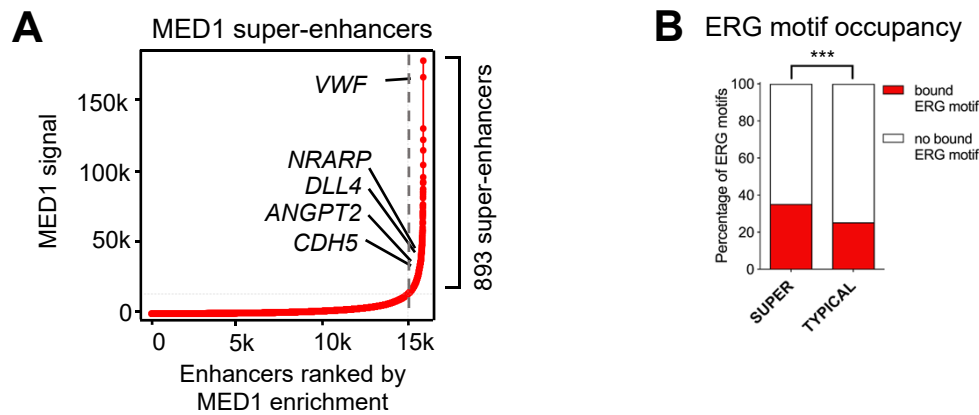 A
MED1 super-enhancers
MED1 signal
150k
100k
50k
0
VWF
NRARP
DLL4
ANGPT2
CDH5
893 super-enhancers
0
5k
10k
15k
Enhancers ranked by
MED1 enrichment
B
ERG motif occupancy
***
Percentage of ERG motifs
100
80
60
40
20
0
bound
ERG motif
no bound
ERG motif
SUPER
TYPICAL